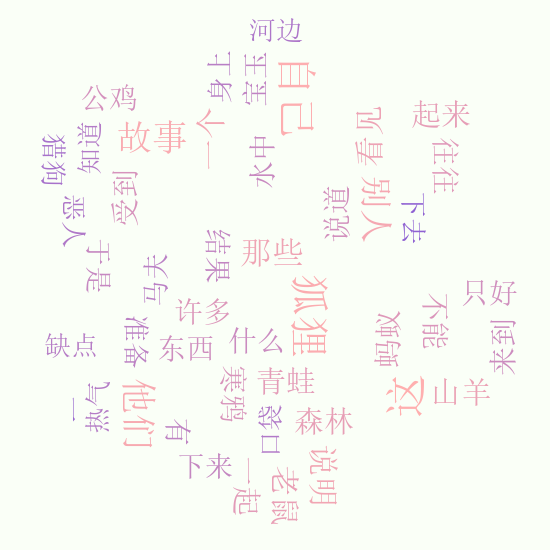 河边
身上
宝玉
自己
公鸡
故事
一个
看见
起来
猎狗
知道
水中
往往
受到
说道
别人
下去
恶人
于是
马夫
结果
那些
狐狸
只好
许多
不能
来到
缺点
准备
东西
什么
蚂蚁
热气
一
他们
寒鸦
青蛙
这
山羊
有
口袋
森林
下来
一起
老鼠
说明